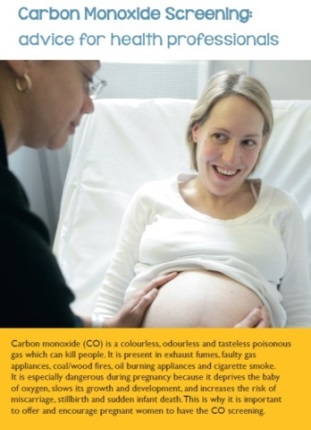 Carbon Monoxide Screening:
advice for health professionals
Carbon monoxide (CO) is a colourless, odourless and tasteless poisonous
gas which can kill people. It is present in exhaust fumes, faulty gas
appliances, coal/wood fires, oil burning appliances and cigarette smoke.
It is especially dangerous during pregnancy because it deprives the baby
of oxygen, slows its growth and development, and increases the risk of
miscarriage, stillbirth and sudden infant death. This is why it is important
to offer and encourage pregnant women to have the CO screening.